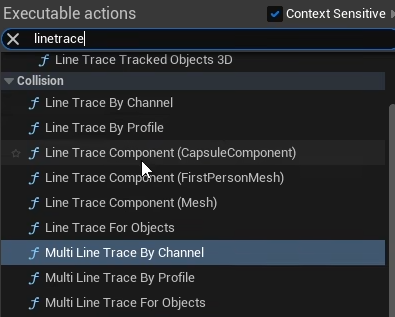 Executable actions
Context Sensitive
linetrace
Line Trace Tracked Objects 3D
Collision
Line Trace By Channel
Line Trace By Profile
Line Trace Component (CapsuleComponent)
Line Trace Component (FirstPersonMesh)
Line Trace Component (Mesh)
Line Trace For Objects
Multi Line Trace By Channel
Multi Line Trace By Profile
Multi Line Trace For Objects